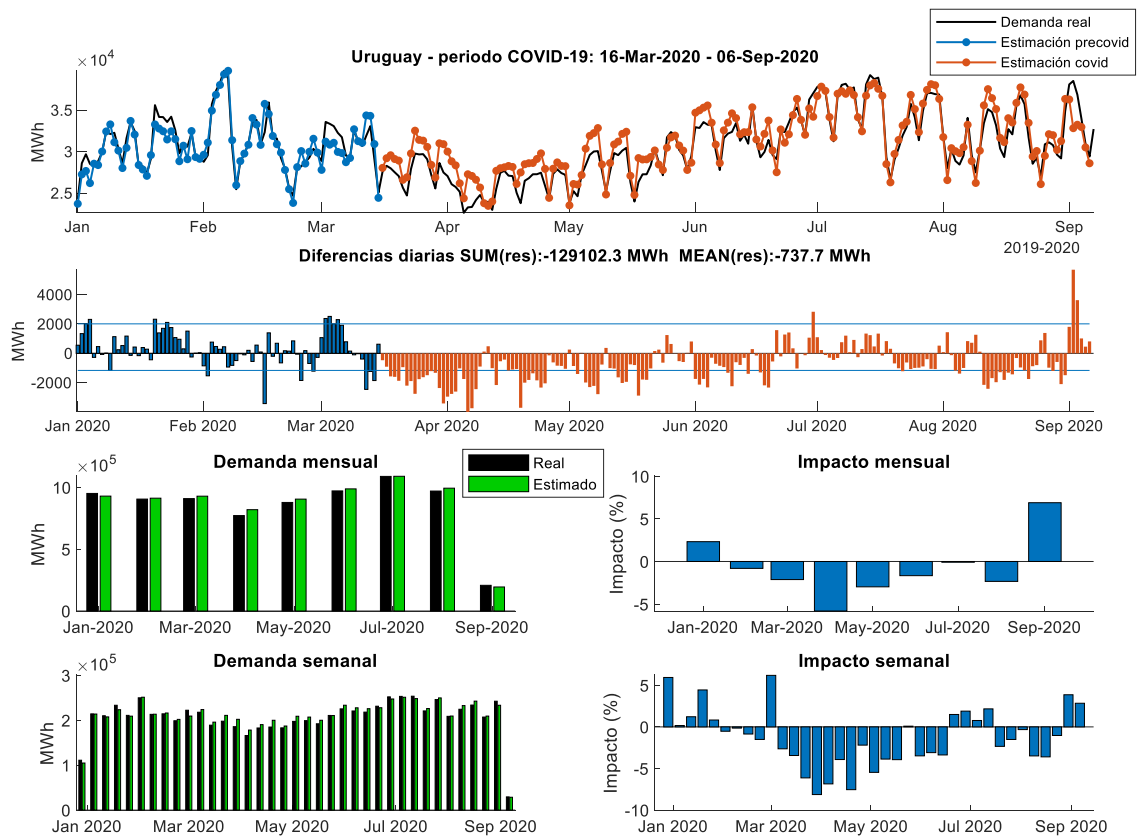 Demanda real
Estimación precovid
Estimación covid
×10⁴
Uruguay - periodo COVID-19: 16-Mar-2020 - 06-Sep-2020
MWh
3.5
3
2.5
Jan Feb Mar Apr May Jun Jul Aug Sep
2019-2020
Diferencias diarias SUM(res):-129102.3 MWh MEAN(res):-737.7 MWh
MWh
4000
2000
0
-2000
Jan 2020 Feb 2020 Mar 2020 Apr 2020 May 2020 Jun 2020 Jul 2020 Aug 2020 Sep 2020
×10⁵
Demanda mensual
Real
Estimado
MWh
10
5
0
Jan-2020 Mar-2020 May-2020 Jul-2020 Sep-2020
Impacto mensual
Impacto (%)
10
5
0
-5
Jan-2020 Mar-2020 May-2020 Jul-2020 Sep-2020
×10⁵
Demanda semanal
MWh
3
2
1
0
Jan 2020 Mar 2020 May 2020 Jul 2020 Sep 2020
Impacto semanal
Impacto (%)
5
0
-5
-10
Jan 2020 Mar 2020 May 2020 Jul 2020 Sep 2020